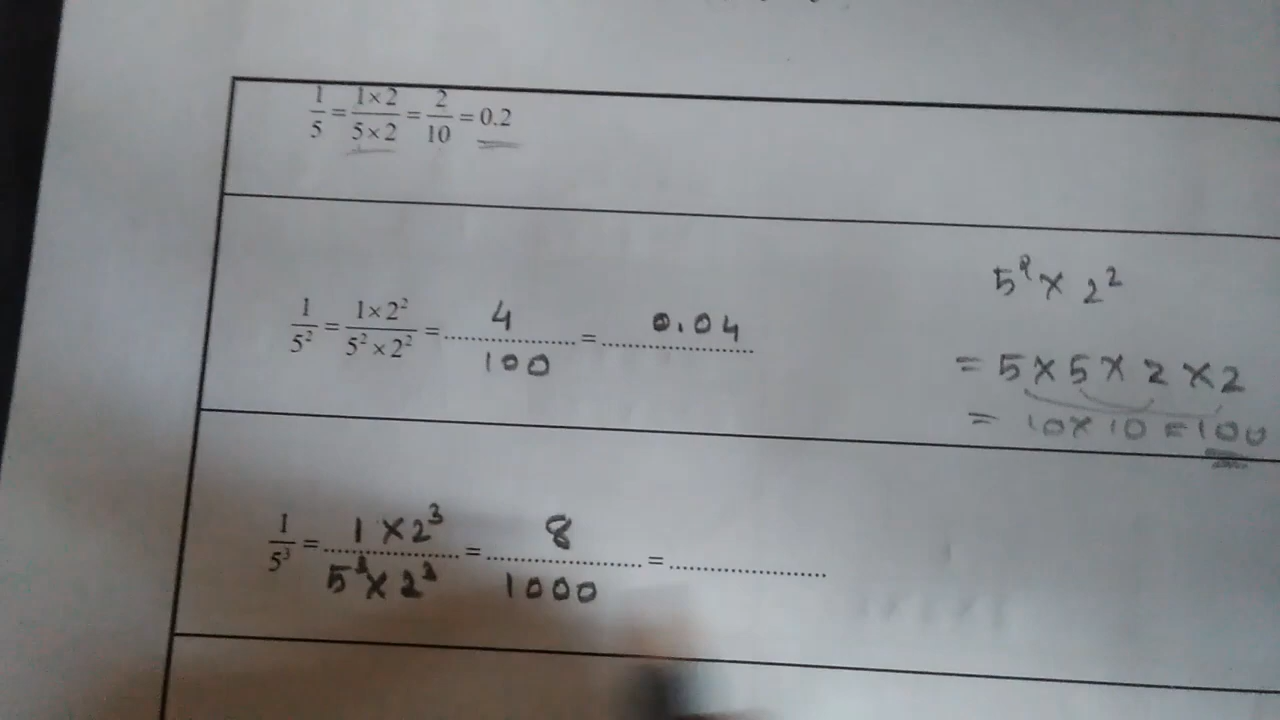 1/5 = 1×2/5×2 = 2/10 = 0.2
5² × 2²
1/5² = 1×2²/5²×2² = 4/100 = 0.04
= 5 × 5 × 2 × 2
= 10 × 10 = 100
1/5³ = 1×2³/5³×2³ = 8/1000 = ....................